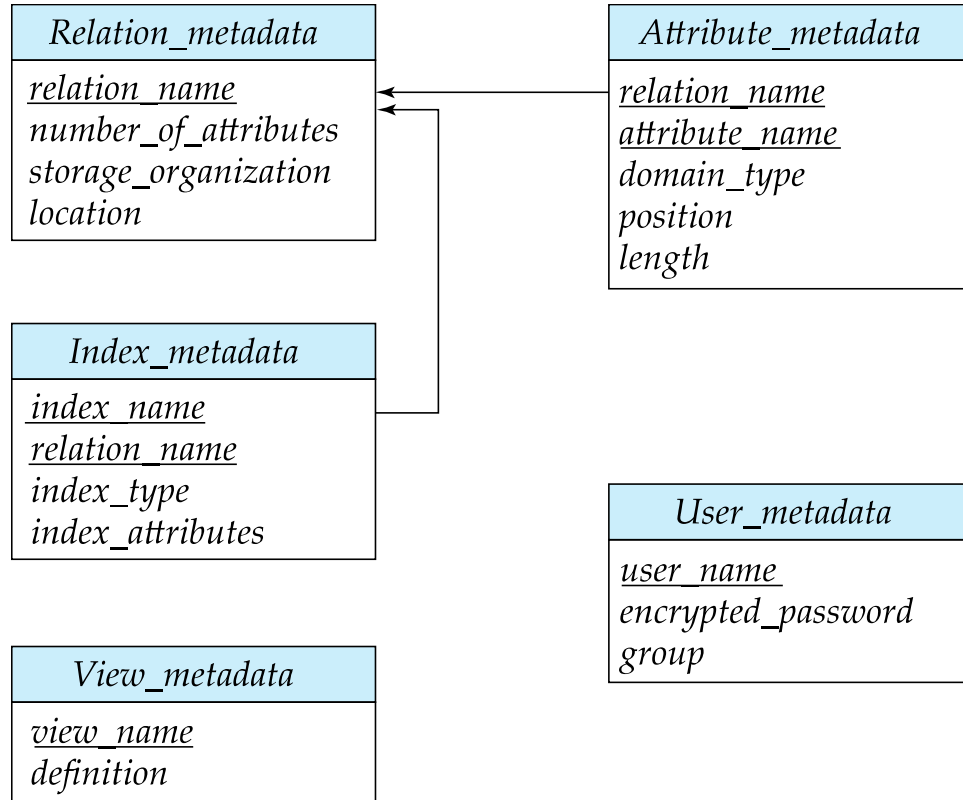 Relation_metadata
relation_name
number_of_attributes
storage_organization
location
Attribute_metadata
relation_name
attribute_name
domain_type
position
length
Index_metadata
index_name
relation_name
index_type
index_attributes
User_metadata
user_name
encrypted_password
group
View_metadata
view_name
definition